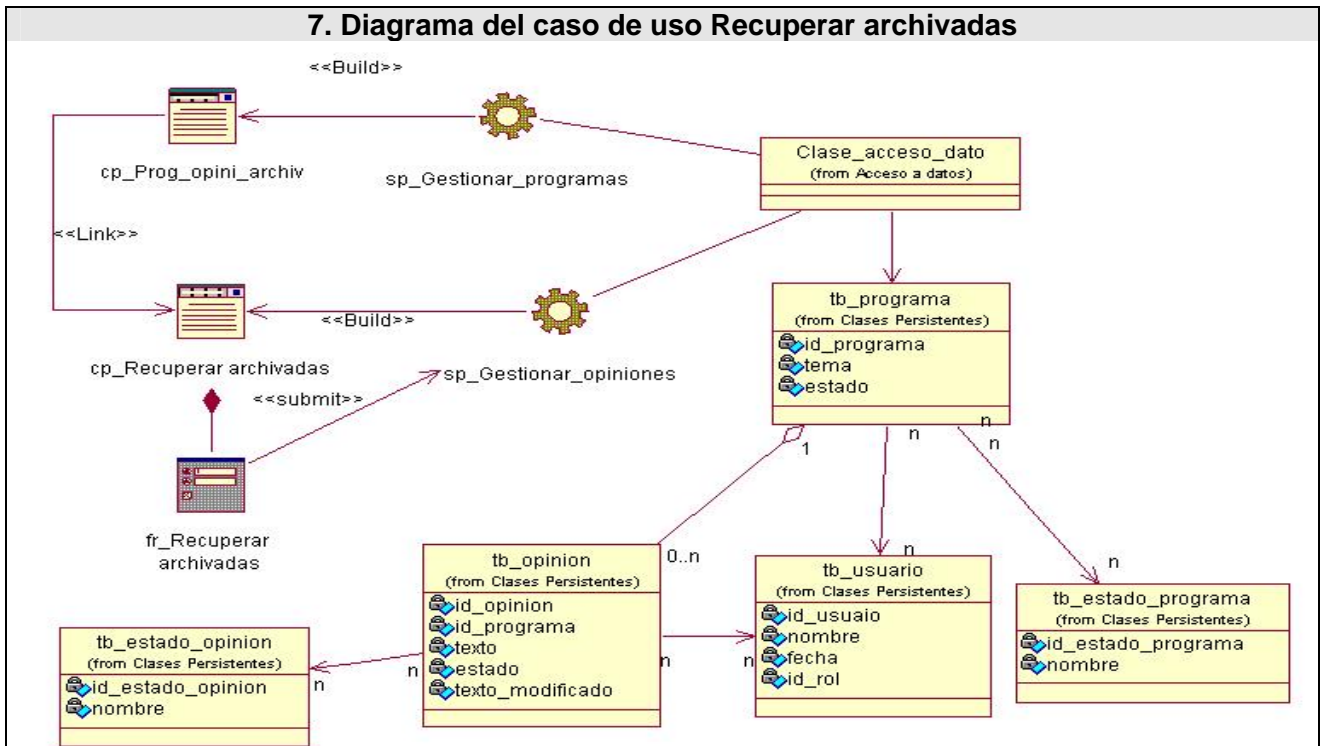 7. Diagrama del caso de uso Recuperar archivadas
<<Build>>
cp_Prog_opini_archiv
sp_Gestionar_programas
Clase_acceso_dato
(from Acceso a datos)
<<Link>>
<<Build>>
cp_Recuperar archivadas
sp_Gestionar_opiniones
<<submit>>
fr_Recuperar
archivadas
tb_programa
(from Clases Persistentes)
id_programa
tema
estado
1
n
n
n
0..n
n
n
tb_opinion
(from Clases Persistentes)
id_opinion
id_programa
texto
estado
texto_modificado
n
n
n
n
tb_usuario
(from Clases Persistentes)
id_usuaio
nombre
fecha
id_rol
tb_estado_programa
(from Clases Persistentes)
id_estado_programa
nombre
tb_estado_opinion
(from Clases Persistentes)
id_estado_opinion
nombre